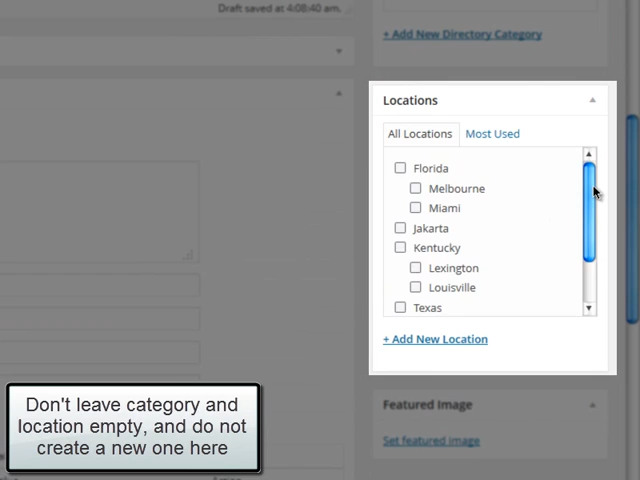 Draft saved at 4:08:40 am.
+ Add New Directory Category
Locations
All Locations
Most Used
Florida
Melbourne
Miami
Jakarta
Kentucky
Lexington
Louisville
Texas
+ Add New Location
Don't leave category and
location empty, and do not
create a new one here
Featured Image
Set featured image